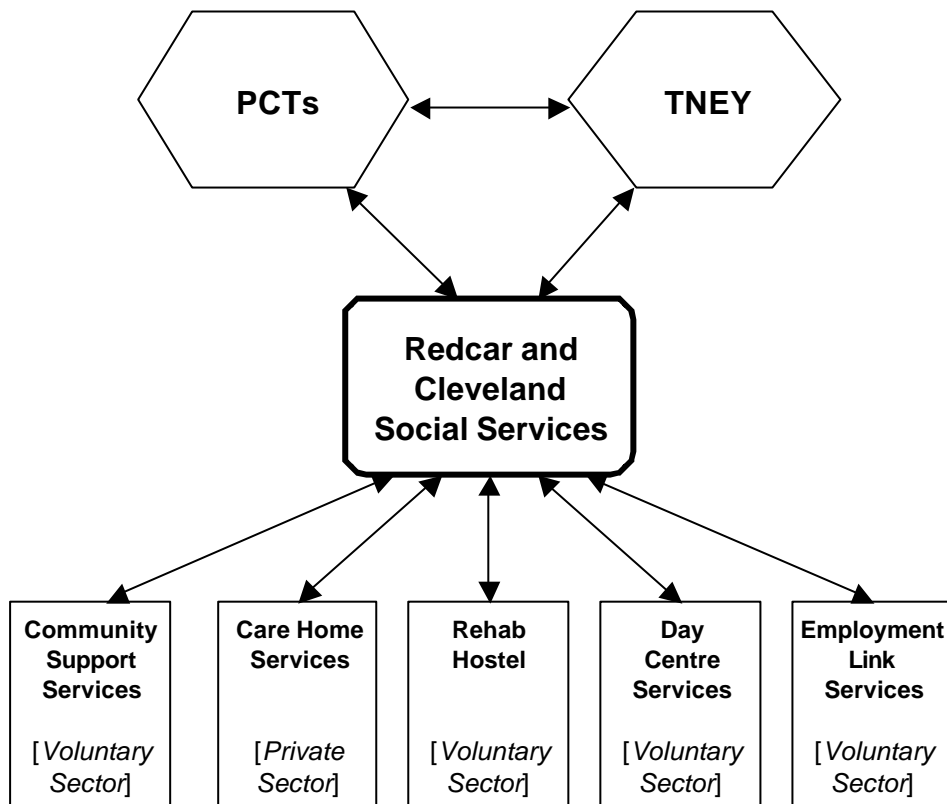 PCTs
TNEY
Redcar and
Cleveland
Social Services
Community
Support
Services
[Voluntary
Sector]
Care Home
Services
[Private
Sector]
Rehab
Hostel
[Voluntary
Sector]
Day
Centre
Services
[Voluntary
Sector]
Employment
Link
Services
[Voluntary
Sector]